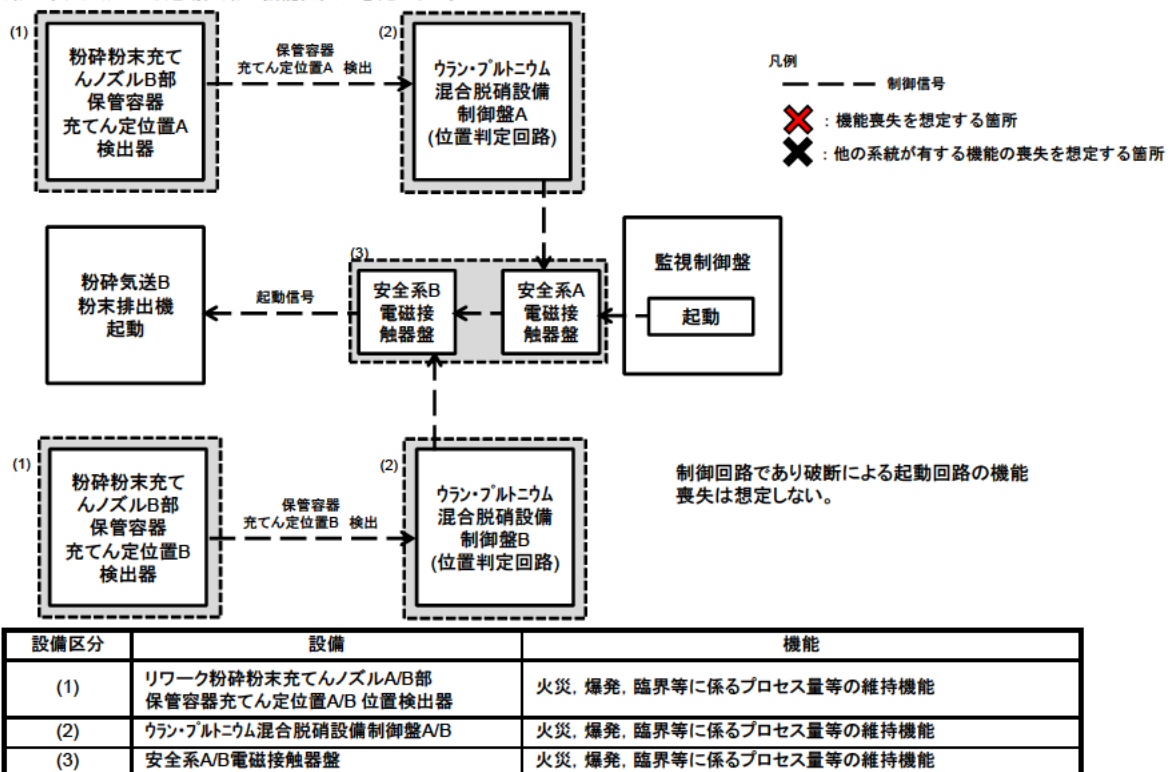 (1)
粉砕粉末充て
んノズルB部
保管容器
充てん定位置A
検出器
保管容器
充てん定位置A 検出
(2)
ウラン・プルトニウム
混合脱硝設備
制御盤A
(位置判定回路)
凡例
制御信号
：機能喪失を想定する箇所
：他の系統が有する機能の喪失を想定する箇所
粉砕気送B
粉末排出機
起動
起動信号
(3)
安全系B
電磁接
触器盤
安全系A
電磁接
触器盤
監視制御盤
起動
(1)
粉砕粉末充て
んノズルB部
保管容器
充てん定位置B
検出器
保管容器
充てん定位置B 検出
(2)
ウラン・プルトニウム
混合脱硝設備
制御盤B
(位置判定回路)
制御回路であり破断による起動回路の機能
喪失は想定しない。
設備区分 設備 機能
(1) リワーク粉砕粉末充てんノズルA/B部
保管容器充てん定位置A/B 位置検出器 火災，爆発，臨界等に係るプロセス量等の維持機能
(2) ウラン・プルトニウム混合脱硝設備制御盤A/B 火災，爆発，臨界等に係るプロセス量等の維持機能
(3) 安全系A/B電磁接触器盤 火災，爆発，臨界等に係るプロセス量等の維持機能